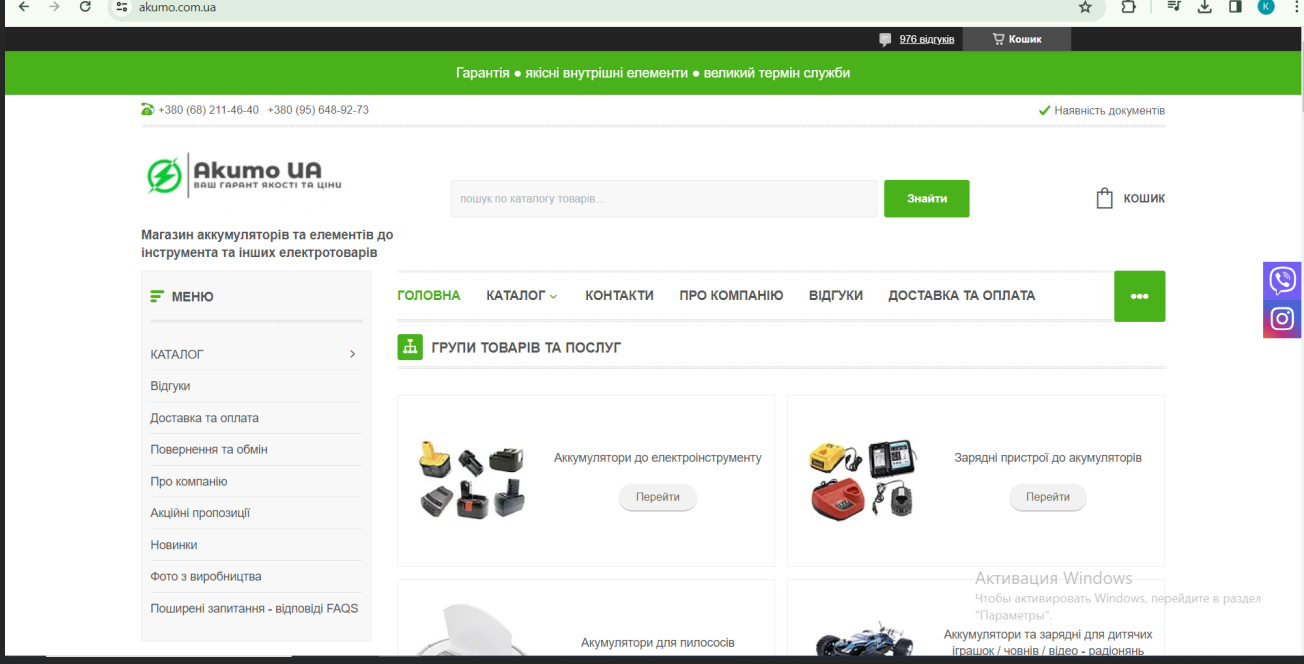 akumo.com.ua
K
976 відгуків
Кошик
Гарантія ● якісні внутрішні елементи ● великий термін служби
+380 (68) 211-46-40 +380 (95) 648-92-73
Наявність документів
Akumo UA
ВАШ ГАРАНТ ЯКОСТІ ТА ЦІНИ
пошук по каталогу товарів...
Знайти
КОШИК
Магазин аккумуляторів та елементів до
інструмента та інших електротоварів
МЕНЮ
КАТАЛОГ
Відгуки
Доставка та оплата
Повернення та обмін
Про компанію
Акційні пропозиції
Новинки
Фото з виробництва
Поширені запитання - відповіді FAQS
ГОЛОВНА КАТАЛОГ КОНТАКТИ ПРО КОМПАНІЮ ВІДГУКИ ДОСТАВКА ТА ОПЛАТА
ГРУПИ ТОВАРІВ ТА ПОСЛУГ
Аккумулятори до електроінструменту
Перейти
Зарядні пристрої до акумуляторів
Перейти
Акумулятори для пилососів
Аккумулятори та зарядні для дитячих
іграшок / човнів / відео - радіонянь
Активация Windows
Чтобы активировать Windows, перейдите в раздел
"Параметры".